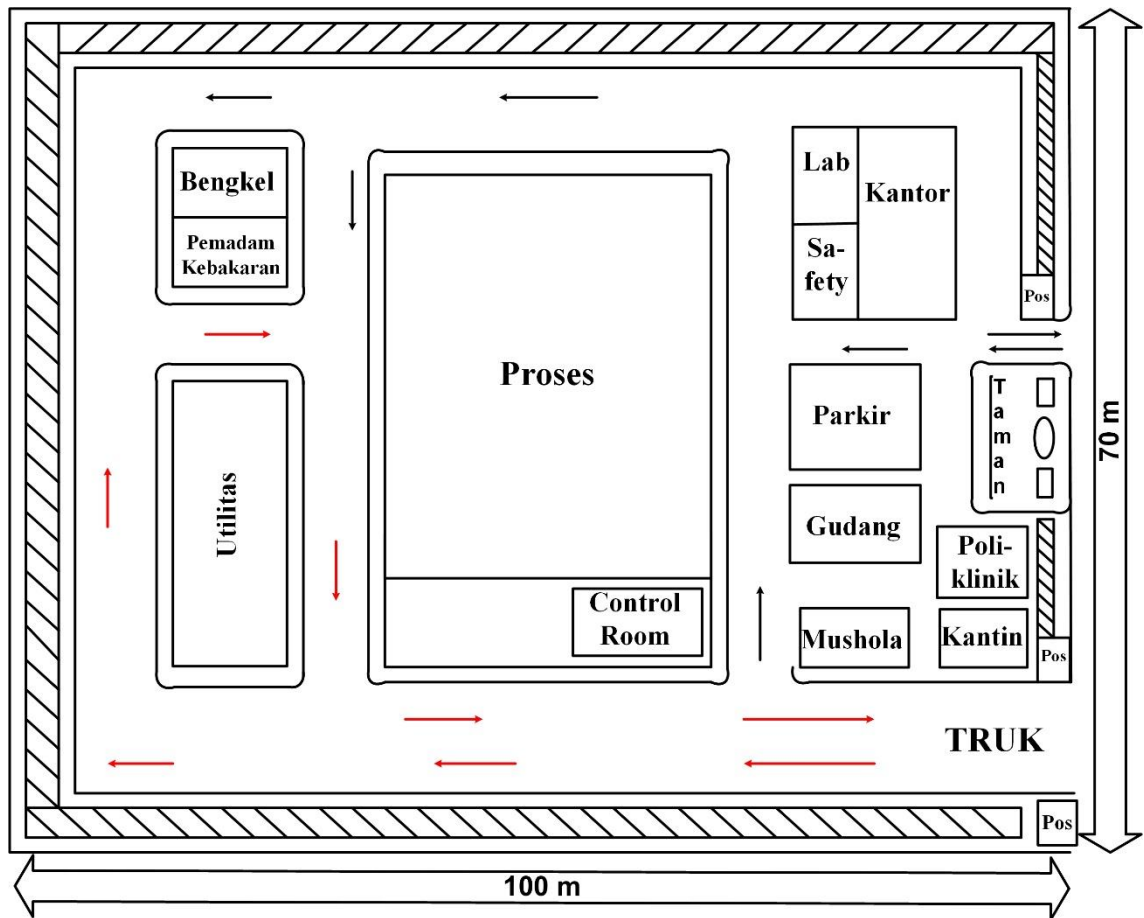 Bengkel
Pemadam
Kebakaran
Lab
Kantor
Sa-
fety
Pos
Proses
Parkir
Taman
70 m
Utilitas
Gudang
Poli-
klinik
Control
Room
Mushola
Kantin
Pos
TRUK
Pos
100 m